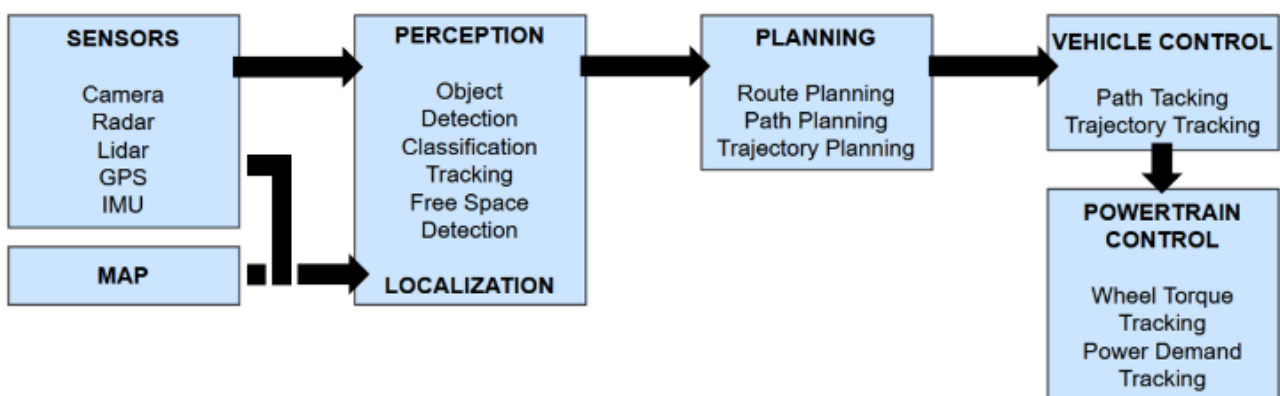 SENSORS
Camera
Radar
Lidar
GPS
IMU
MAP
PERCEPTION
Object
Detection
Classification
Tracking
Free Space
Detection
LOCALIZATION
PLANNING
Route Planning
Path Planning
Trajectory Planning
VEHICLE CONTROL
Path Tacking
Trajectory Tracking
POWERTRAIN
CONTROL
Wheel Torque
Tracking
Power Demand
Tracking